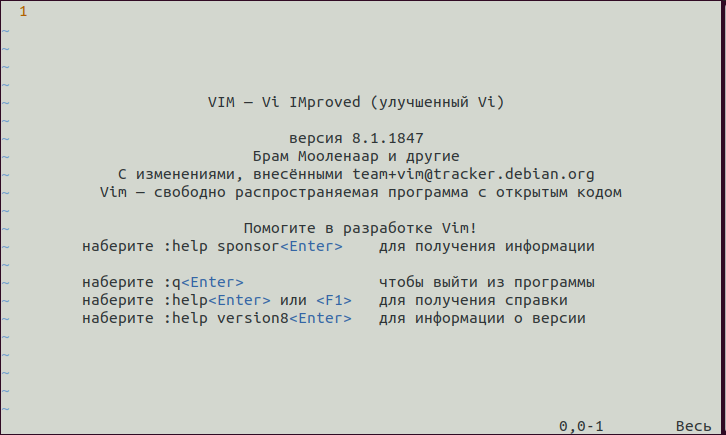 1
~
~
~
~
~ VIM — Vi IMproved (улучшенный Vi)
~
~ версия 8.1.1847
~ Брам Мооленаар и другие
~ С изменениями, внесёнными team+vim@tracker.debian.org
~ Vim — свободно распространяемая программа с открытым кодом
~
~ Помогите в разработке Vim!
~ наберите :help sponsor<Enter> для получения информации
~
~ наберите :q<Enter> чтобы выйти из программы
~ наберите :help<Enter> или <F1> для получения справки
~ наберите :help version8<Enter> для информации о версии
~
~
~
~
~
0,0-1 Весь